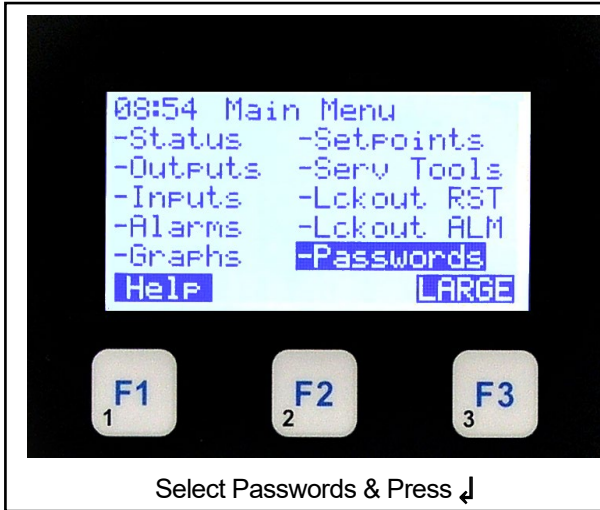 08:54 Main Menu
-Status -Setpoints
-Outputs -Serv Tools
-Inputs -Lckout RST
-Alarms -Lckout ALM
-Graphs -Passwords
Help LARGE
F1 F2 F3
1 2 3
Select Passwords & Press ↲